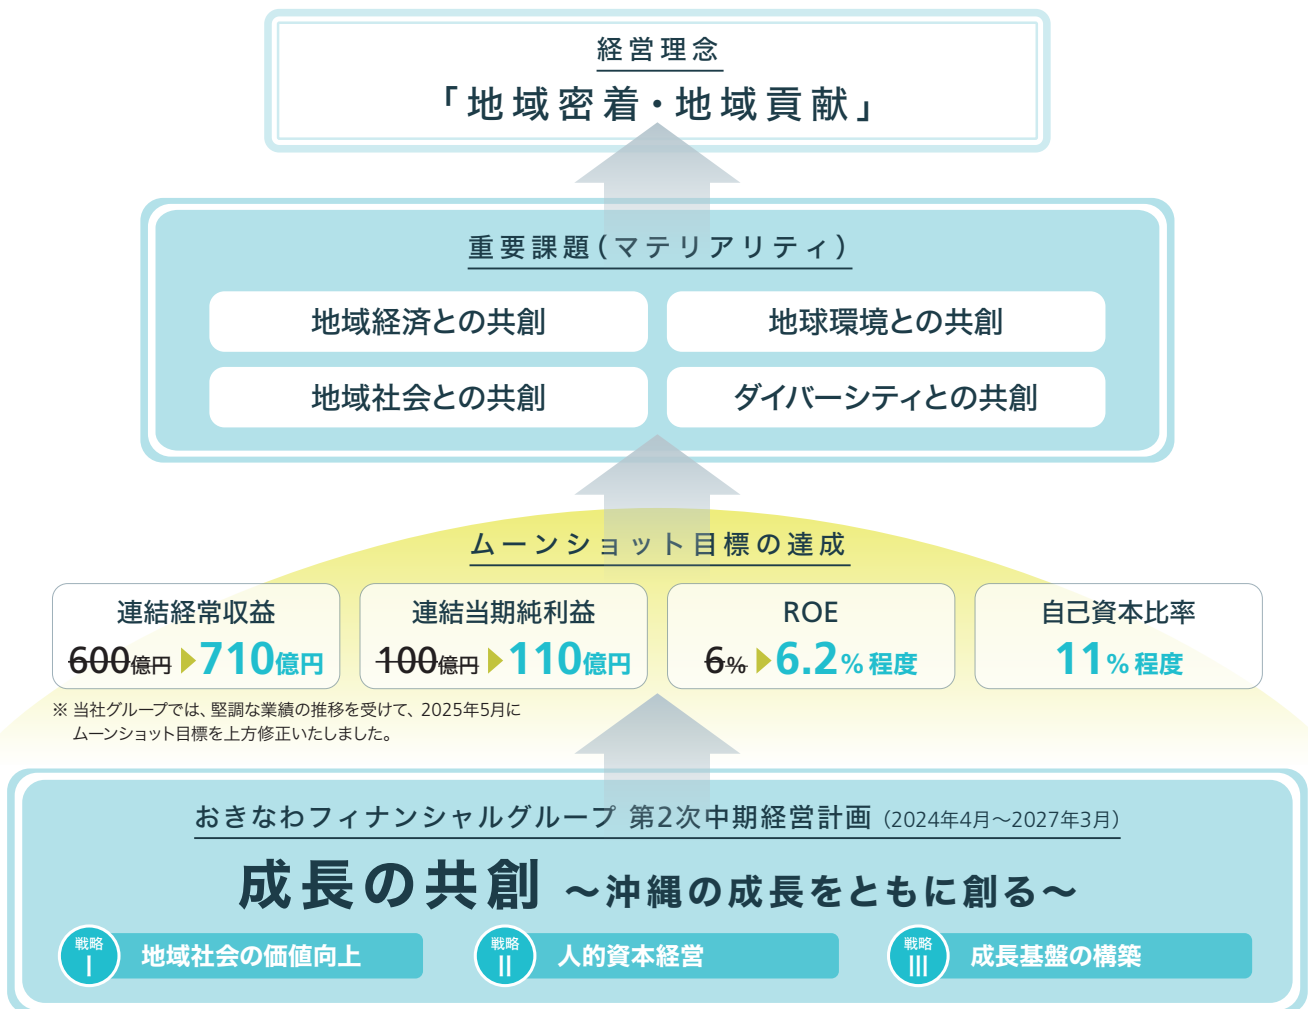 経営理念
「地域密着・地域貢献」
重要課題(マテリアリティ)
地域経済との共創
地球環境との共創
地域社会との共創
ダイバーシティとの共創
ムーンショット目標の達成
連結経常収益
600億円 ▶ 710億円
連結当期純利益
100億円 ▶ 110億円
ROE
6% ▶ 6.2% 程度
自己資本比率
11% 程度
※ 当社グループでは、堅調な業績の推移を受けて、2025年5月に
ムーンショット目標を上方修正いたしました。
おきなわフィナンシャルグループ 第2次中期経営計画 (2024年4月〜2027年3月)
成長の共創 〜沖縄の成長をともに創る〜
戦略
I
地域社会の価値向上
戦略
II
人的資本経営
戦略
III
成長基盤の構築